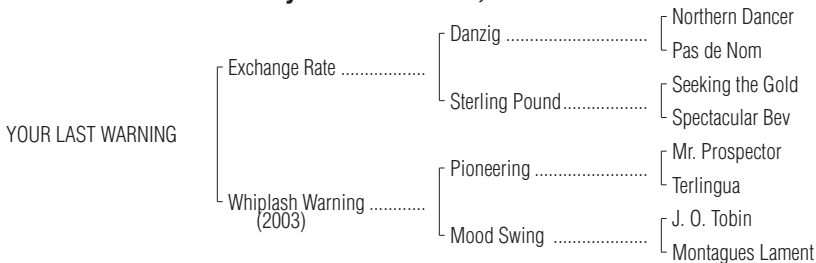 Northern Dancer
Danzig ..............................
Pas de Nom
Exchange Rate ..................
Seeking the Gold
Sterling Pound..................
Spectacular Bev
YOUR LAST WARNING
Mr. Prospector
Pioneering ........................
Terlingua
Whiplash Warning ............
(2003)
J. O. Tobin
Mood Swing ....................
Montagues Lament